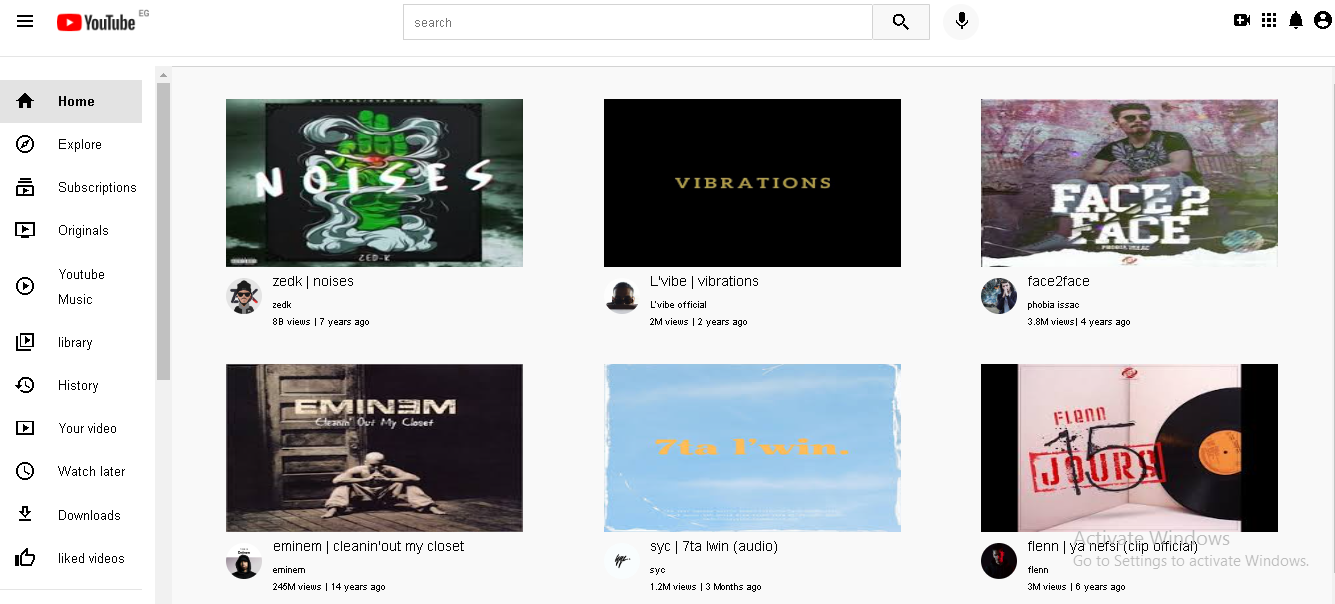 YouTube EG
search
Home
Explore
Subscriptions
Originals
Youtube
Music
library
History
Your video
Watch later
Downloads
liked videos
NOISES
ZED-K
zedk | noises
zedk
8B views | 7 years ago
VIBRATIONS
L'vibe | vibrations
L'vibe official
2M views | 2 years ago
FACE 2
FACE
PHOBIA ISSAC
face2face
phobia issac
3.8M views| 4 years ago
EMINEM
Cleanin' Out My Closet
eminem | cleanin'out my closet
eminem
245M views | 14 years ago
7ta l'win.
syc | 7ta lwin (audio)
syc
1.2M views | 3 Months ago
Flenn
15
JOURS
flenn | ya nefsi (clip official)
flenn
3M views | 6 years ago
Activate Windows
Go to Settings to activate Windows.